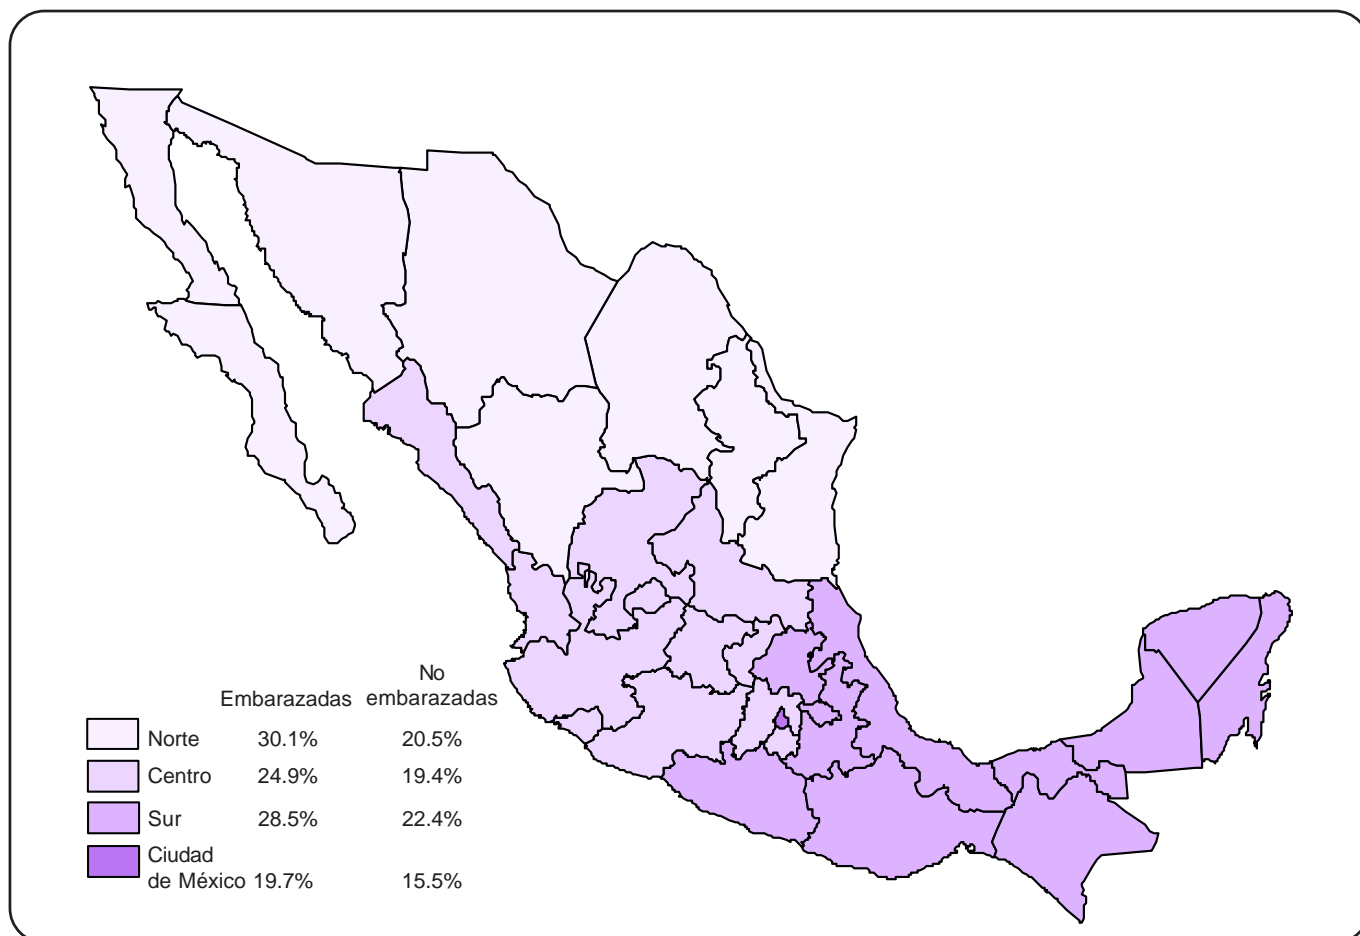 Embarazadas No embarazadas
Norte 30.1% 20.5%
Centro 24.9% 19.4%
Sur 28.5% 22.4%
Ciudad
de México 19.7% 15.5%